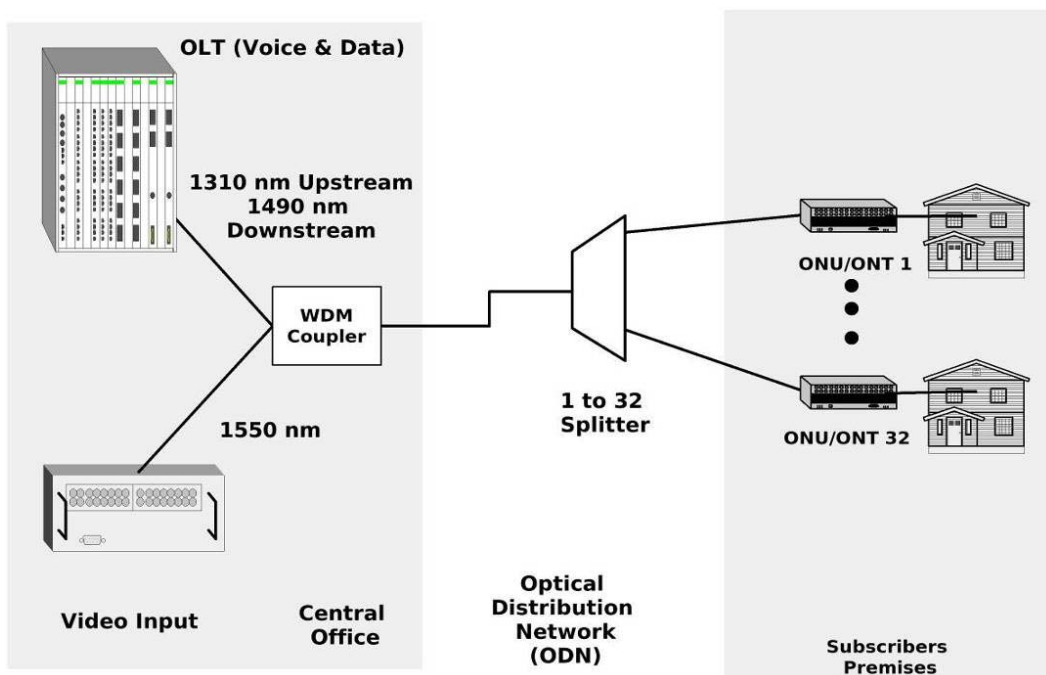 OLT (Voice & Data)
1310 nm Upstream
1490 nm
Downstream
WDM
Coupler
1550 nm
Video Input
Central
Office
1 to 32
Splitter
Optical
Distribution
Network
(ODN)
ONU/ONT 1
ONU/ONT 32
Subscribers
Premises